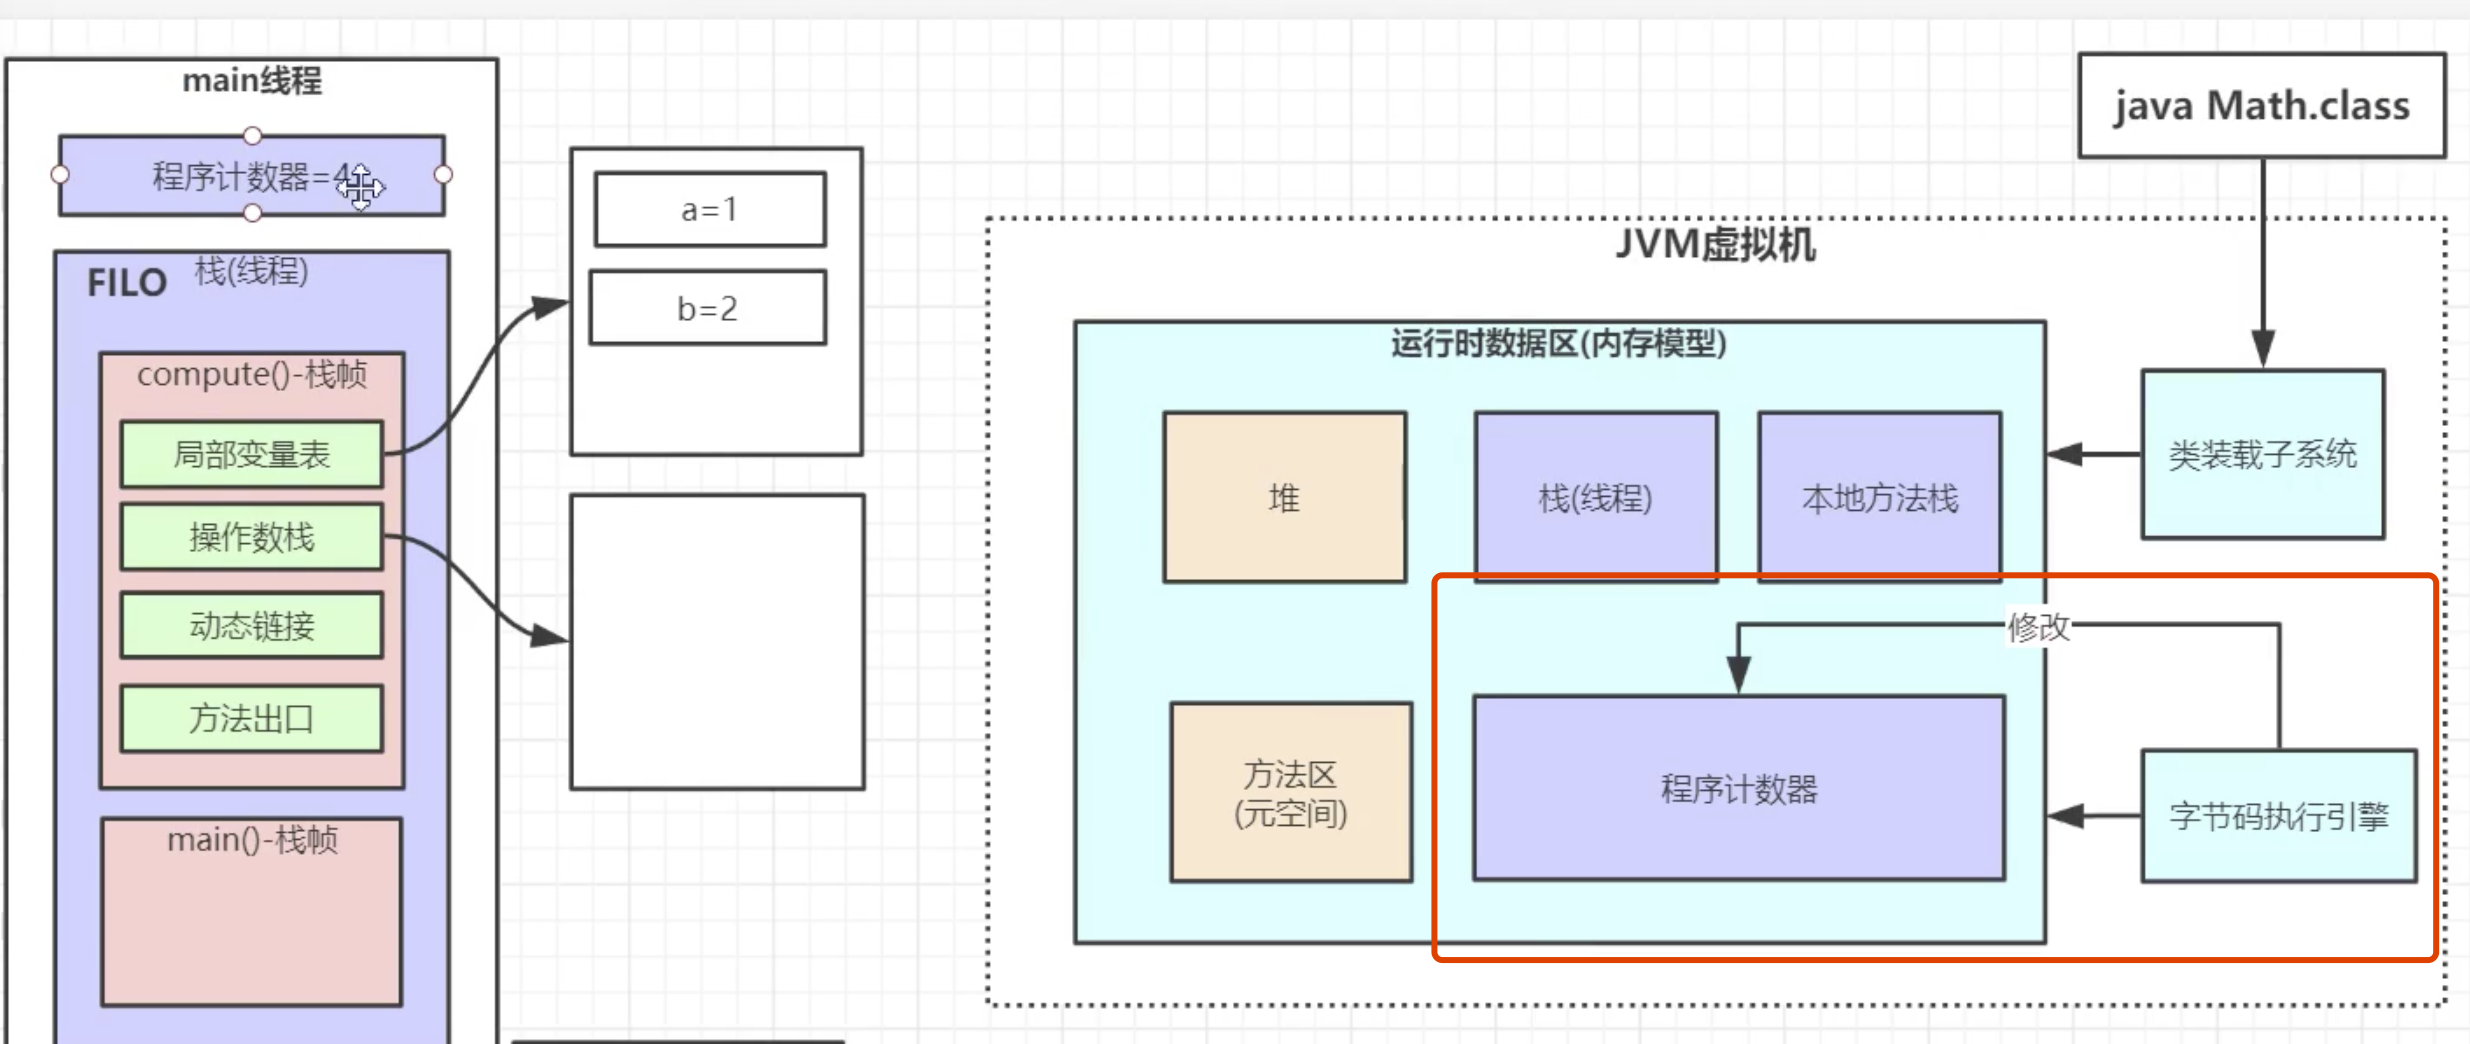 main线程
程序计数器=4
FILO
栈(线程)
compute()-栈帧
局部变量表
操作数栈
动态链接
方法出口
main()-栈帧
a=1
b=2
java Math.class
JVM虚拟机
运行时数据区(内存模型)
堆
栈(线程)
本地方法栈
类装载子系统
修改
方法区
(元空间)
程序计数器
字节码执行引擎